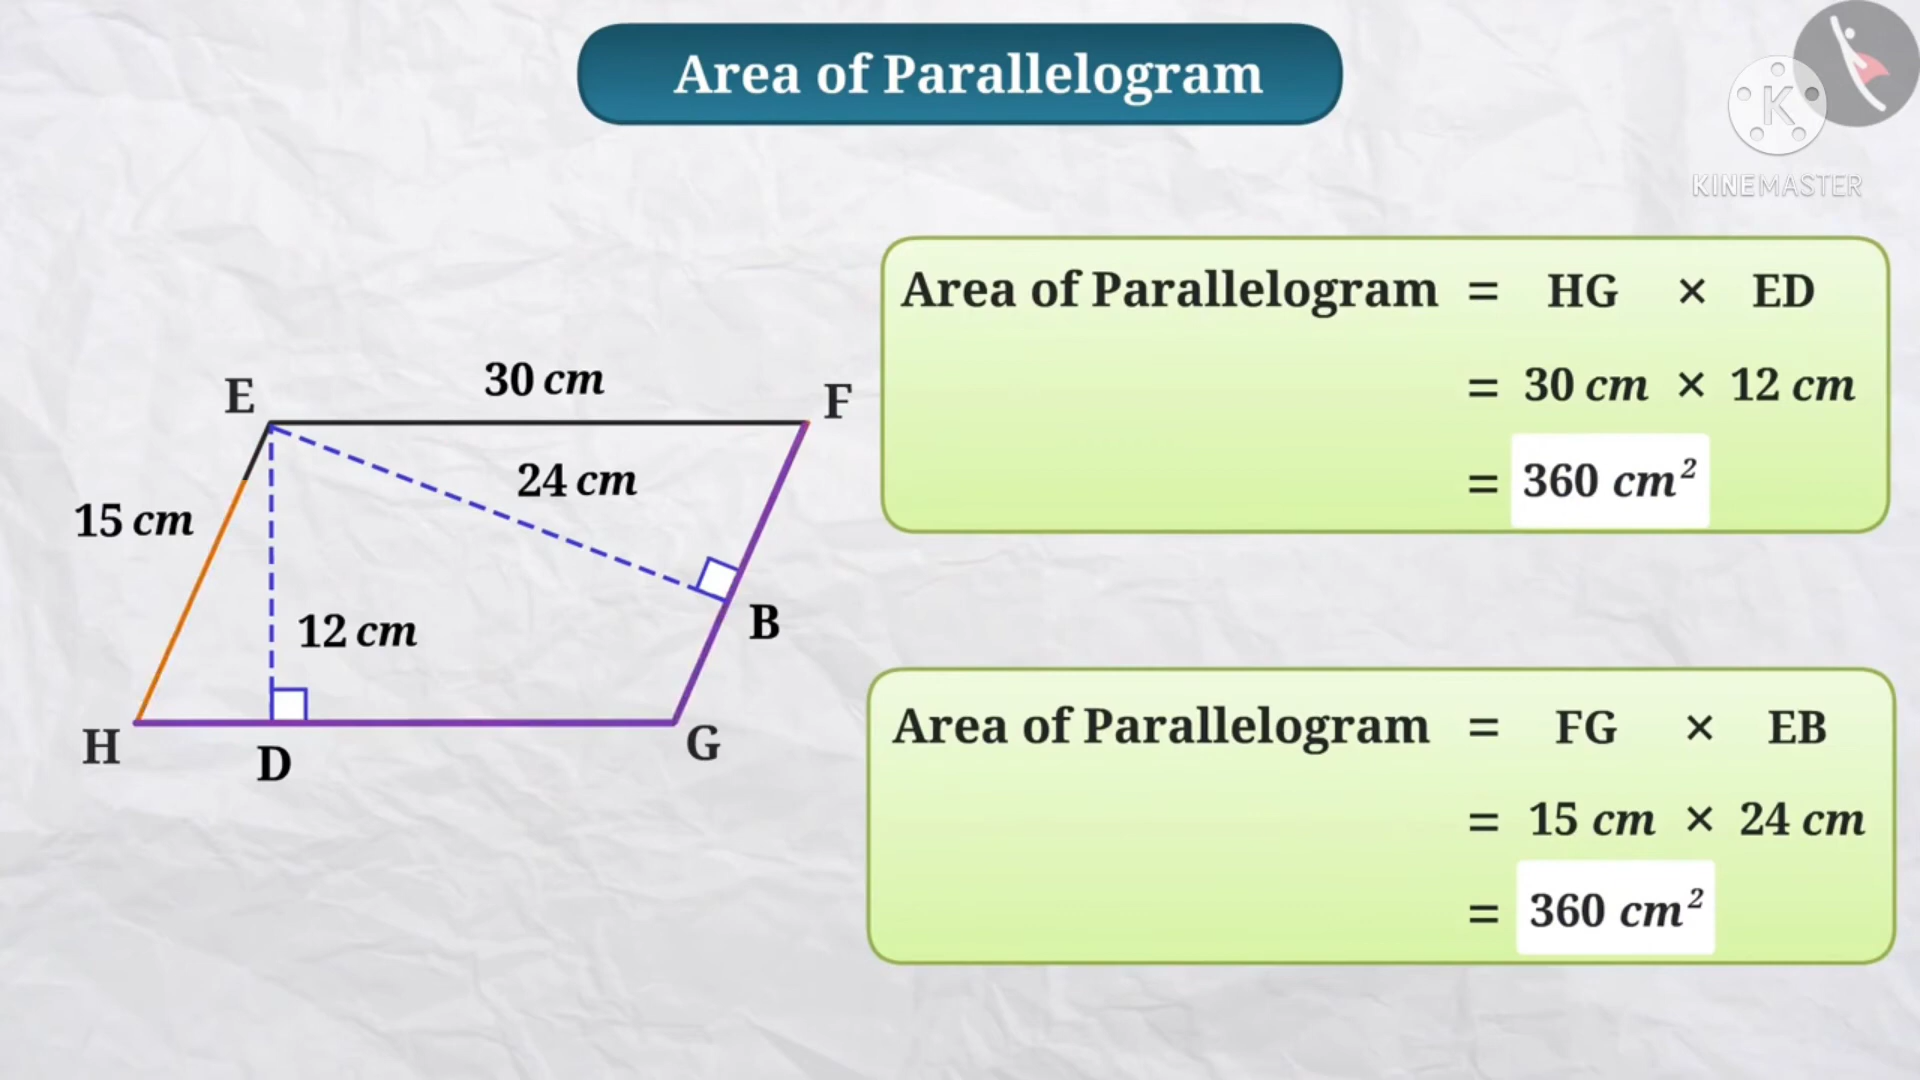 Area of Parallelogram
K
KINEMASTER
Area of Parallelogram = HG × ED
= 30 cm × 12 cm
= 360 cm²
E
30 cm
F
24 cm
15 cm
12 cm
B
H
D
G
Area of Parallelogram = FG × EB
= 15 cm × 24 cm
= 360 cm²